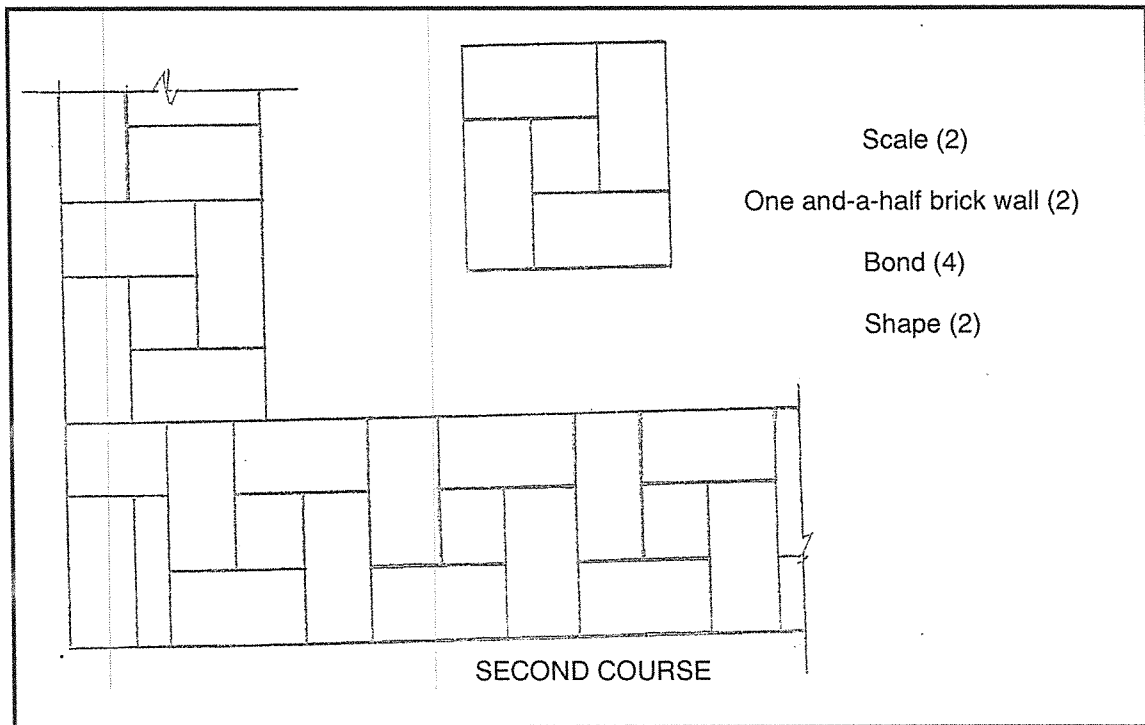 Scale (2)
One and-a-half brick wall (2)
Bond (4)
Shape (2)
SECOND COURSE